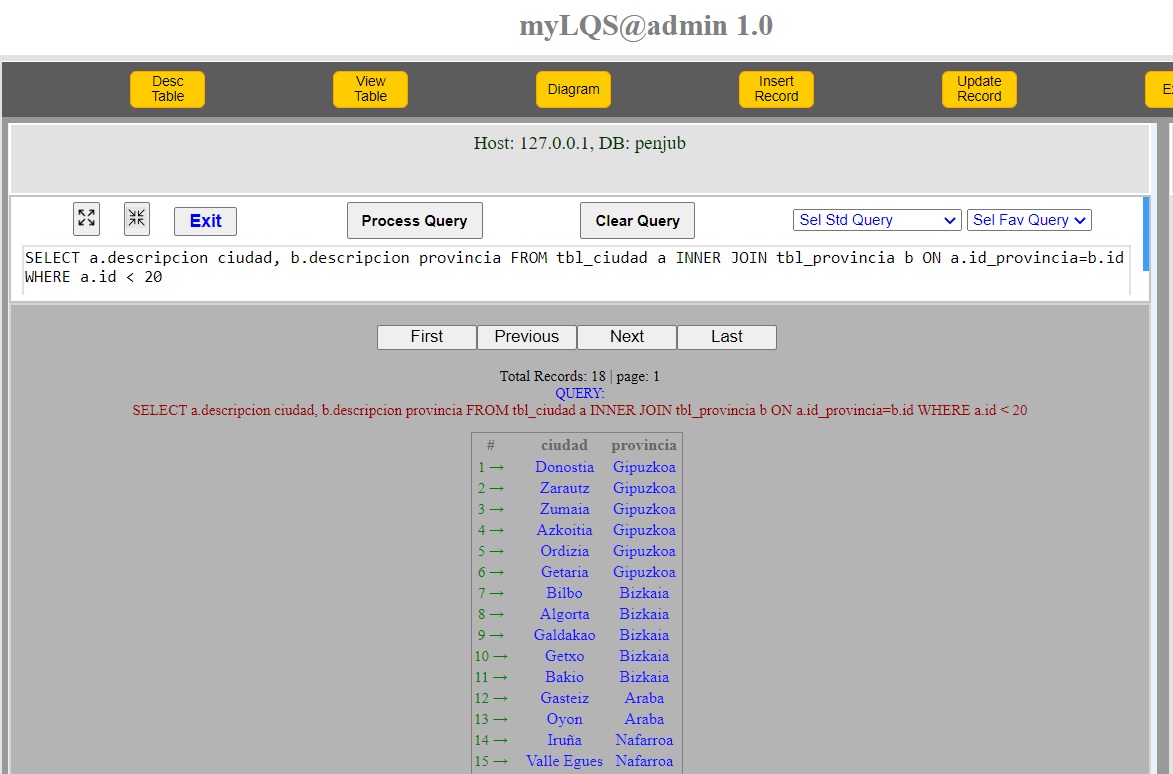 myLQS@admin 1.0
Desc
Table
View
Table
Diagram
Insert
Record
Update
Record
Host: 127.0.0.1, DB: penjub
Exit
Process Query
Clear Query
Sel Std Query
Sel Fav Query
SELECT a.descripcion ciudad, b.descripcion provincia FROM tbl_ciudad a INNER JOIN tbl_provincia b ON a.id_provincia=b.id
WHERE a.id < 20
First
Previous
Next
Last
Total Records: 18 | page: 1
QUERY:
SELECT a.descripcion ciudad, b.descripcion provincia FROM tbl_ciudad a INNER JOIN tbl_provincia b ON a.id_provincia=b.id WHERE a.id < 20
# ciudad provincia
1 → Donostia Gipuzkoa
2 → Zarautz Gipuzkoa
3 → Zumaia Gipuzkoa
4 → Azkoitia Gipuzkoa
5 → Ordizia Gipuzkoa
6 → Getaria Gipuzkoa
7 → Bilbo Bizkaia
8 → Algorta Bizkaia
9 → Galdakao Bizkaia
10 → Getxo Bizkaia
11 → Bakio Bizkaia
12 → Gasteiz Araba
13 → Oyon Araba
14 → Iruña Nafarroa
15 → Valle Egues Nafarroa